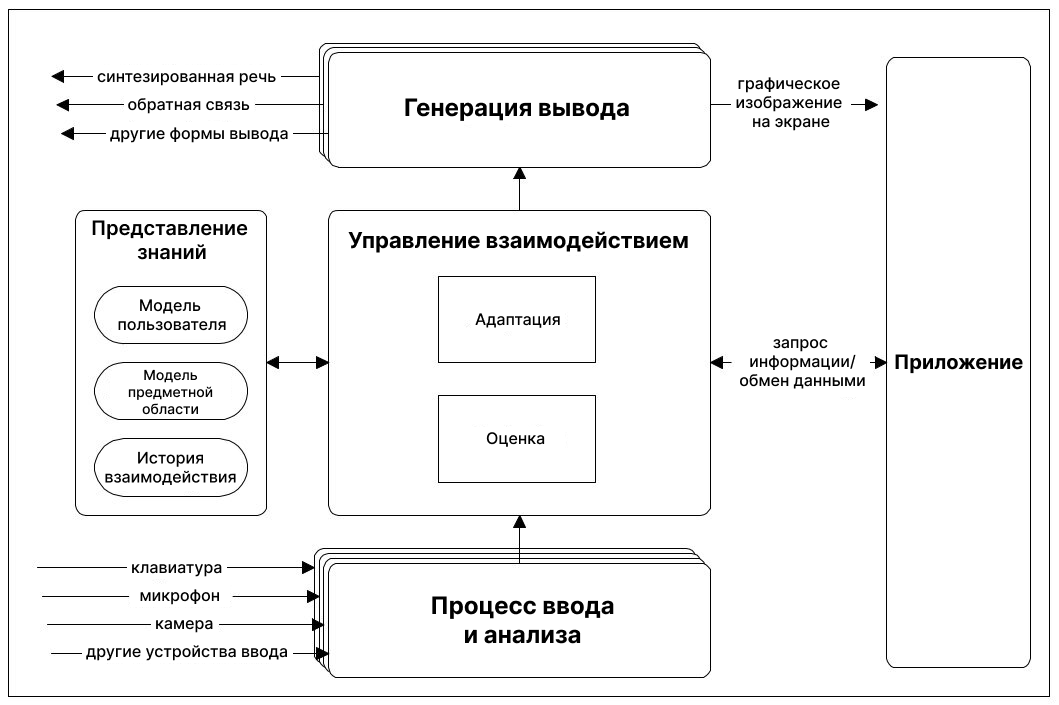 синтезированная речь
обратная связь
другие формы вывода
Генерация вывода
графическое
изображение
на экране
Представление
знаний
Модель
пользователя
Модель
предметной
области
История
взаимодействия
Управление взаимодействием
Адаптация
Оценка
запрос
информации/
обмен данными
Приложение
клавиатура
микрофон
камера
другие устройства ввода
Процесс ввода
и анализа